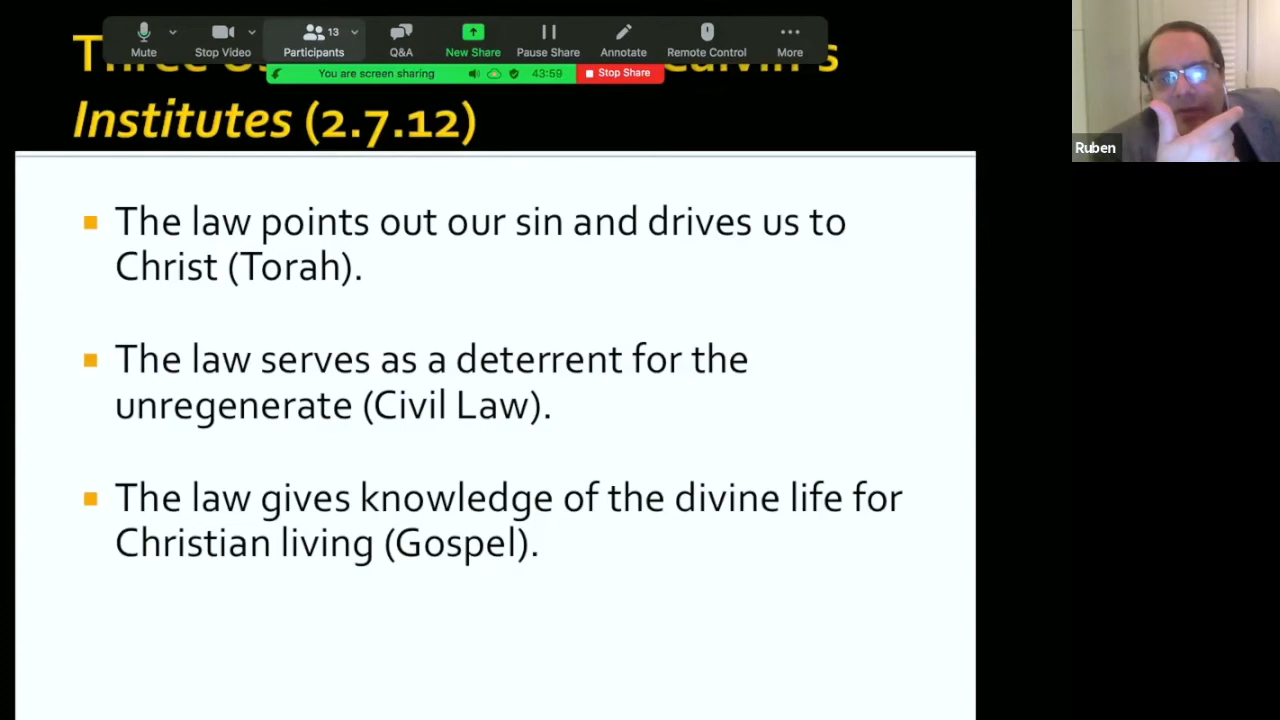 13
Mute
Stop Video
Participants
Q&A
New Share
Pause Share
Annotate
Remote Control
More
You are screen sharing
43:59
Stop Share
Institutes (2.7.12)
Ruben
The law points out our sin and drives us to
Christ (Torah).
The law serves as a deterrent for the
unregenerate (Civil Law).
The law gives knowledge of the divine life for
Christian living (Gospel).